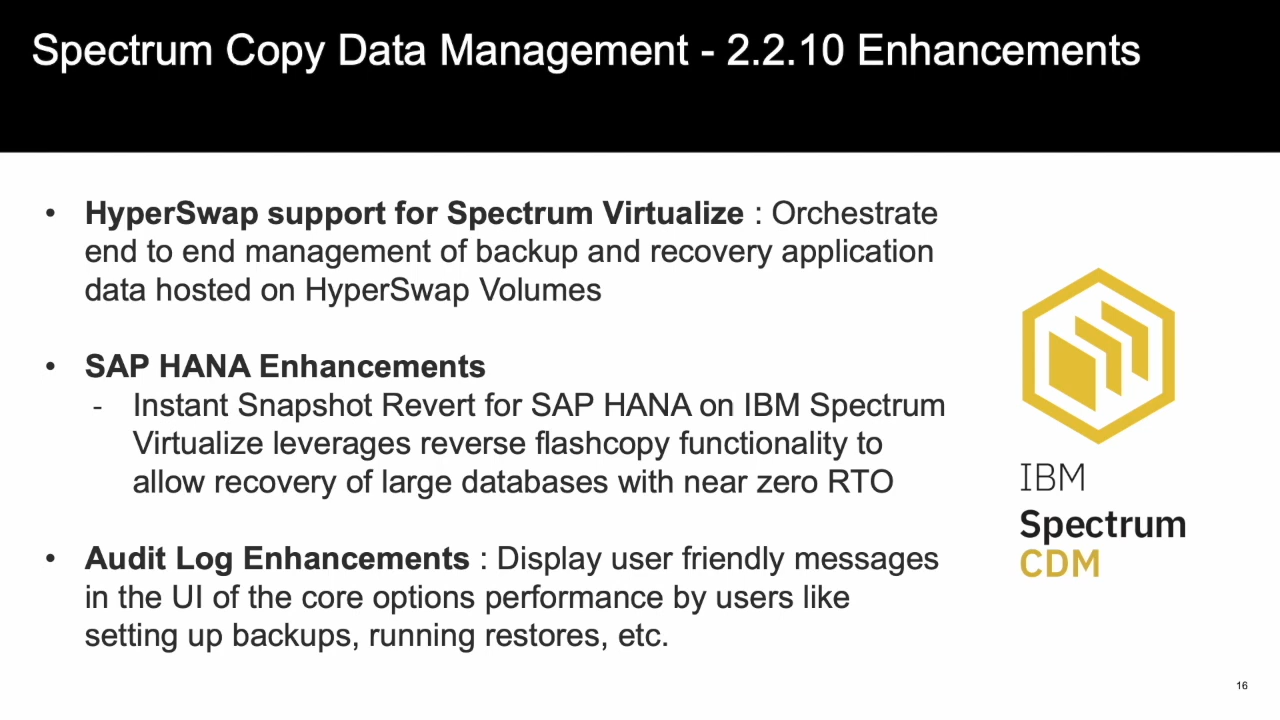 Spectrum Copy Data Management - 2.2.10 Enhancements
• HyperSwap support for Spectrum Virtualize : Orchestrate
end to end management of backup and recovery application
data hosted on HyperSwap Volumes
• SAP HANA Enhancements
- Instant Snapshot Revert for SAP HANA on IBM Spectrum
Virtualize leverages reverse flashcopy functionality to
allow recovery of large databases with near zero RTO
• Audit Log Enhancements : Display user friendly messages
in the UI of the core options performance by users like
setting up backups, running restores, etc.
IBM
Spectrum
CDM
16